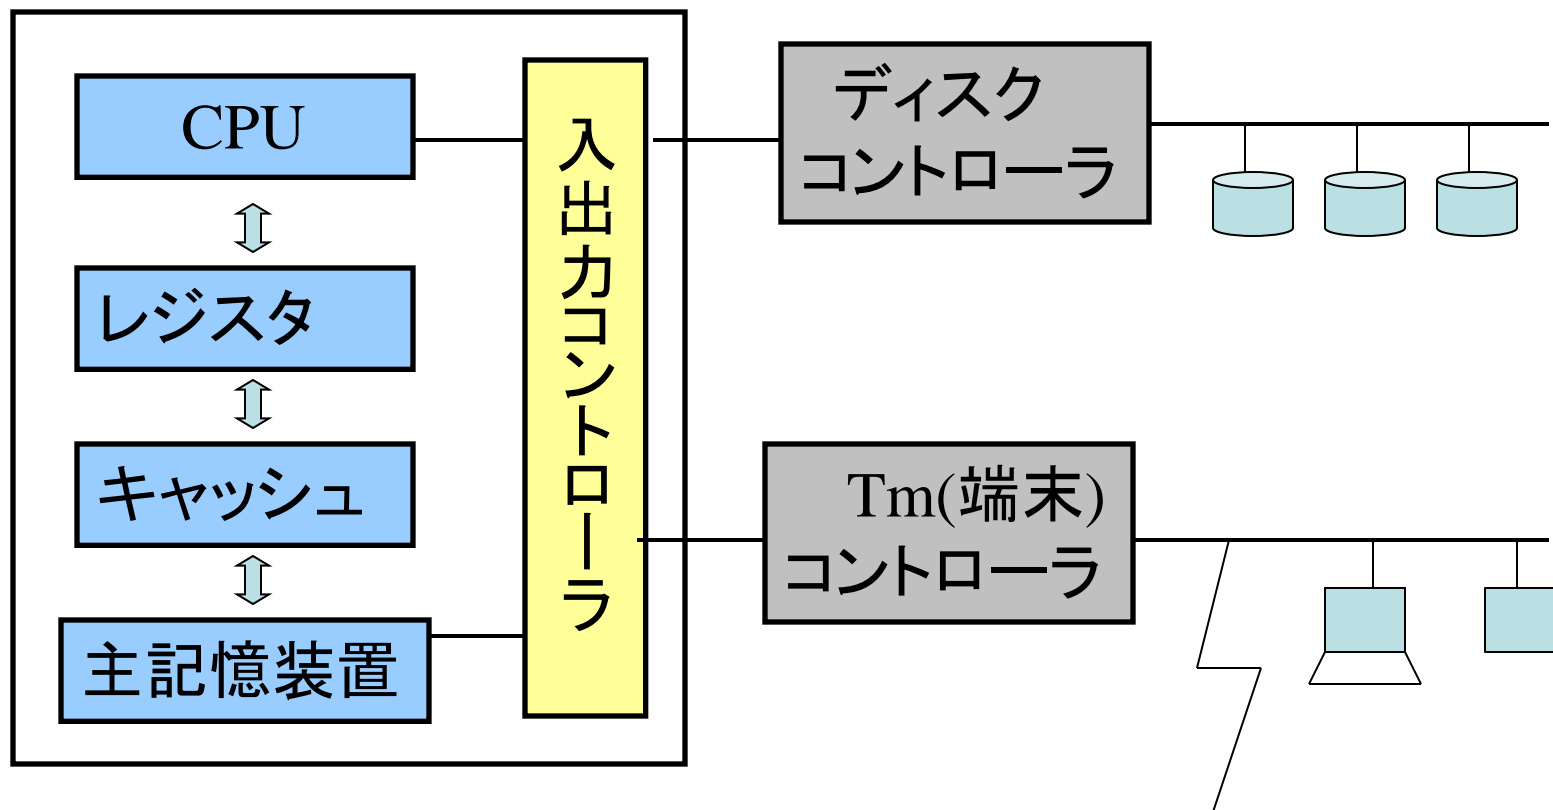 CPU
レジスタ
キャッシュ
主記憶装置
入出力コントローラ
ディスク
コントローラ
Tm(端末)
コントローラ